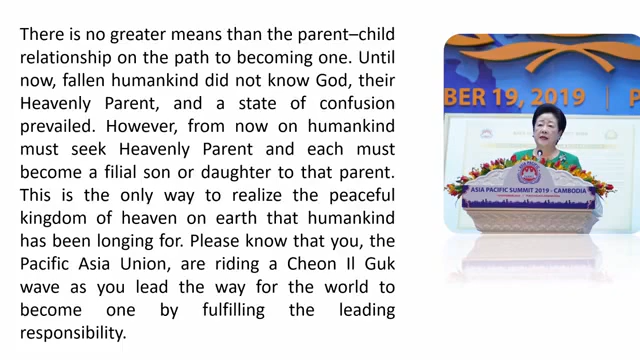 There is no greater means than the parent–child
relationship on the path to becoming one. Until
now, fallen humankind did not know God, their
Heavenly Parent, and a state of confusion
prevailed. However, from now on humankind
must seek Heavenly Parent and each must
become a filial son or daughter to that parent.
This is the only way to realize the peaceful
kingdom of heaven on earth that humankind
has been longing for. Please know that you, the
Pacific Asia Union, are riding a Cheon Il Guk
wave as you lead the way for the world to
become one by fulfilling the leading
responsibility.
BER 19, 2019 | P
ASIA PACIFIC SUMMIT 2019 - CAMBODIA